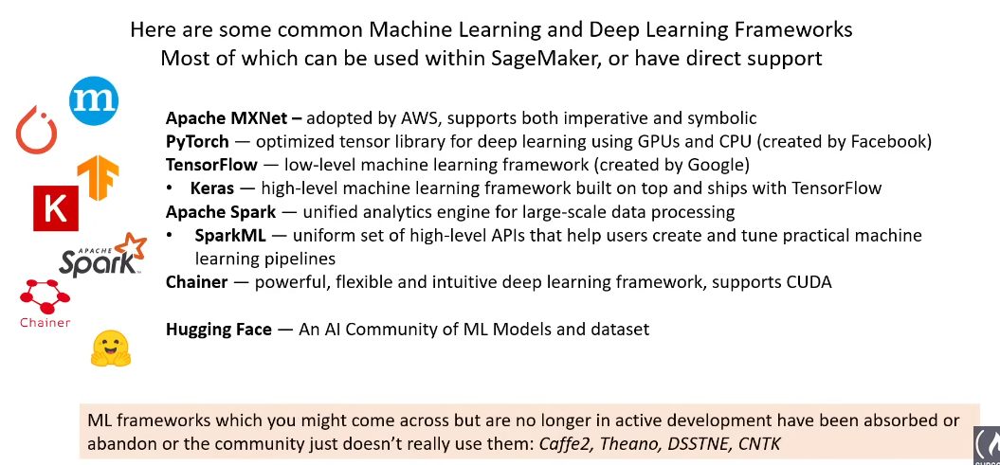 Here are some common Machine Learning and Deep Learning Frameworks
Most of which can be used within SageMaker, or have direct support
m
Apache MXNet – adopted by AWS, supports both imperative and symbolic
PyTorch — optimized tensor library for deep learning using GPUs and CPU (created by Facebook)
TensorFlow — low-level machine learning framework (created by Google)
K
• Keras — high-level machine learning framework built on top and ships with TensorFlow
Apache Spark — unified analytics engine for large-scale data processing
• SparkML — uniform set of high-level APIs that help users create and tune practical machine
learning pipelines
APACHE
Spark™
Chainer — powerful, flexible and intuitive deep learning framework, supports CUDA
Chainer
Hugging Face — An AI Community of ML Models and dataset
ML frameworks which you might come across but are no longer in active development have been absorbed or
abandon or the community just doesn't really use them: Caffe2, Theano, DSSTNE, CNTK